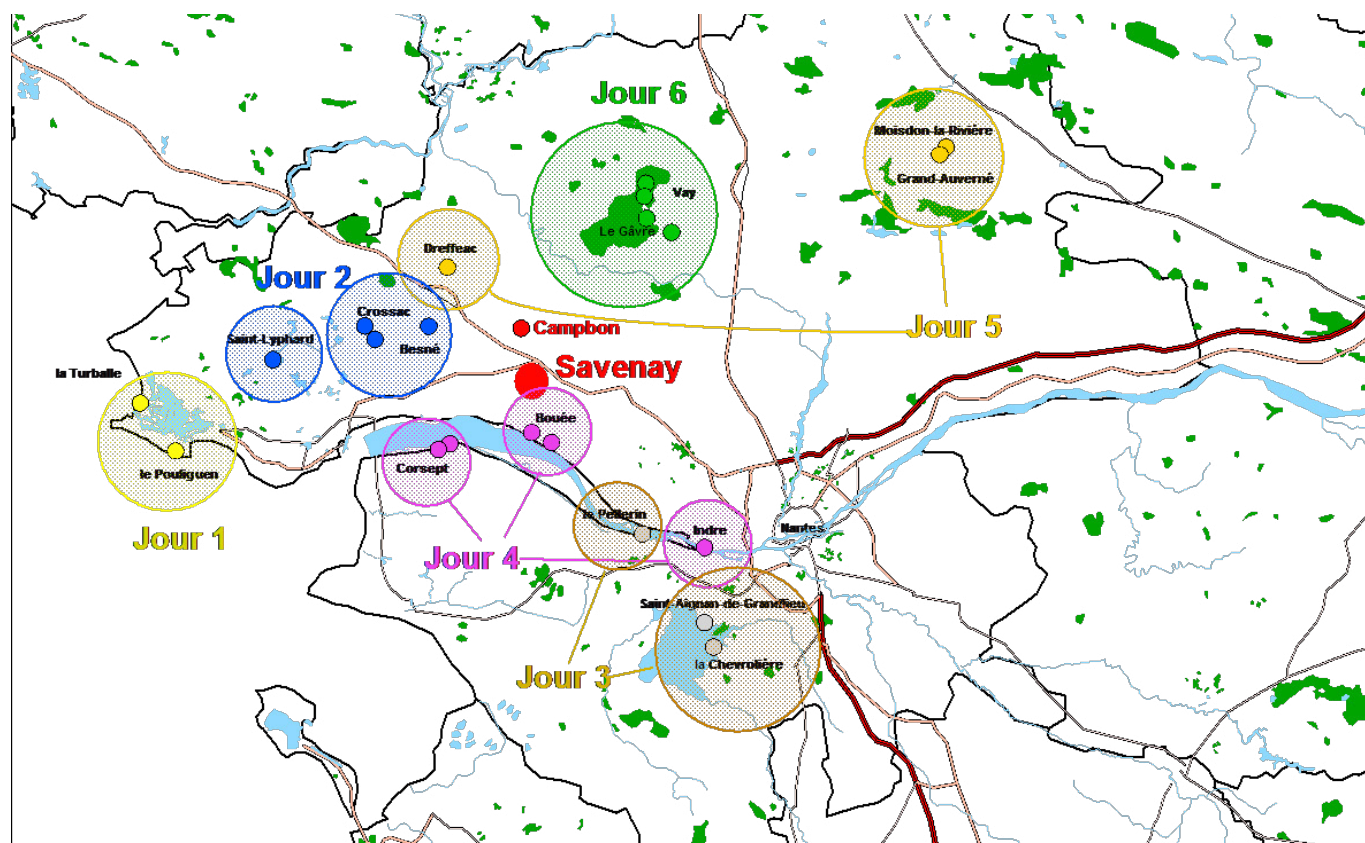 Jour 6
Moisdon-la-Rivière
Grand-Auverné
Vay
Le Gâvre
Dreffeac
Jour 2
Crossac
Saint-Lyphard
Besné
Campbon
Jour 5
Savenay
la Turballe
le Pouliguen
Bouée
Corsept
Jour 1
le Pellerin
Indre
Nantes
Jour 4
Saint-Aignan-de-Grandlieu
la Chevrolière
Jour 3